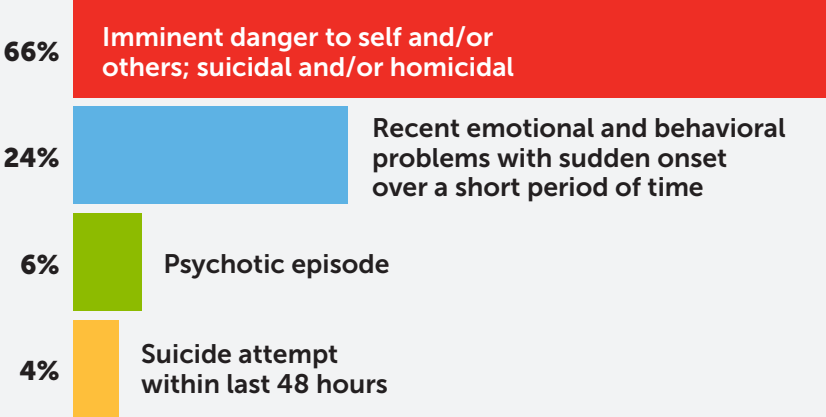 66%
Imminent danger to self and/or
others; suicidal and/or homicidal
24%
Recent emotional and behavioral
problems with sudden onset
over a short period of time
6%
Psychotic episode
4%
Suicide attempt
within last 48 hours